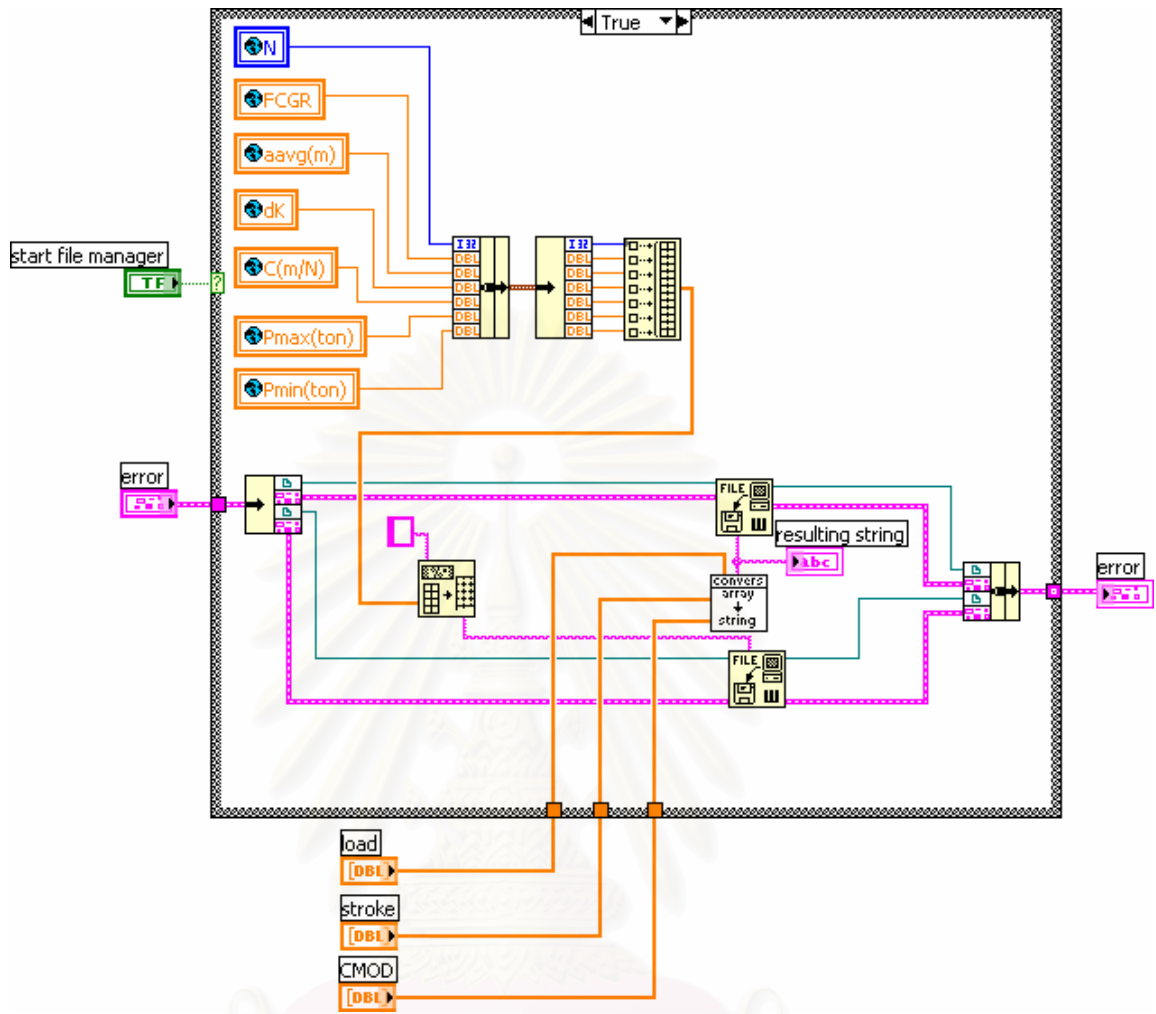 True
N
FCGR
aavg(m)
dK
C(m/N)
Pmax(ton)
Pmin(ton)
start file manager
TF
?
I32
DBL
DBL
DBL
DBL
DBL
DBL
I32
DBL
DBL
DBL
DBL
DBL
DBL
error
FILE
resulting string
abc
convers
array
string
FILE
error
load
[DBL]
stroke
[DBL]
CMOD
[DBL]